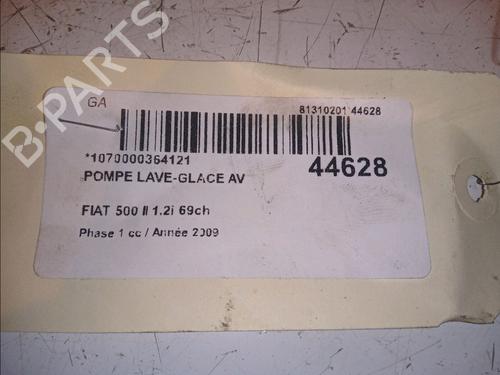 GA
81310201 44628
*1070000364121
44628
POMPE LAVE-GLACE AV
FIAT 500 II 1.2i 69ch
Phase 1 cc / Année 2009
B-PARTS